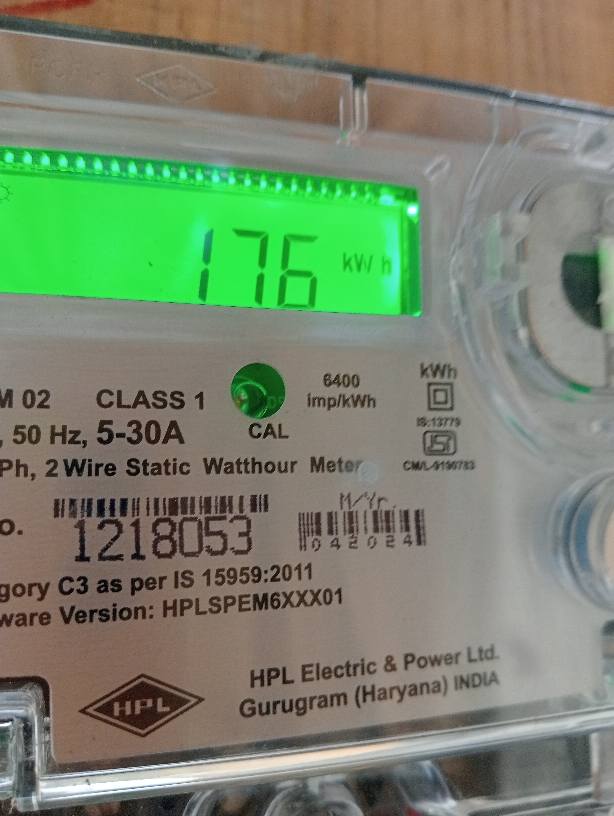 176 kWh
M 02 CLASS 1
6400
imp/kWh
kWh
, 50 Hz, 5-30A
CAL
IS:13779
Ph, 2 Wire Static Watthour Meter
CM/L-9190783
M/Yr.
o. 1218053
042024
gory C3 as per IS 15959:2011
ware Version: HPLSPEM6XXX01
HPL
HPL Electric & Power Ltd.
Gurugram (Haryana) INDIA